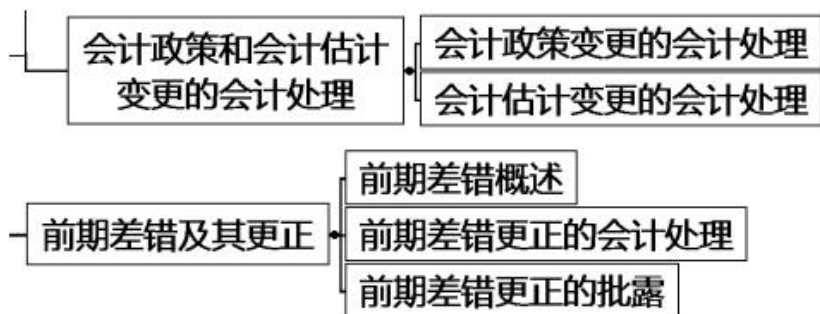 会计政策和会计估计
变更的会计处理
会计政策变更的会计处理
会计估计变更的会计处理
前期差错及其更正
前期差错概述
前期差错更正的会计处理
前期差错更正的批露